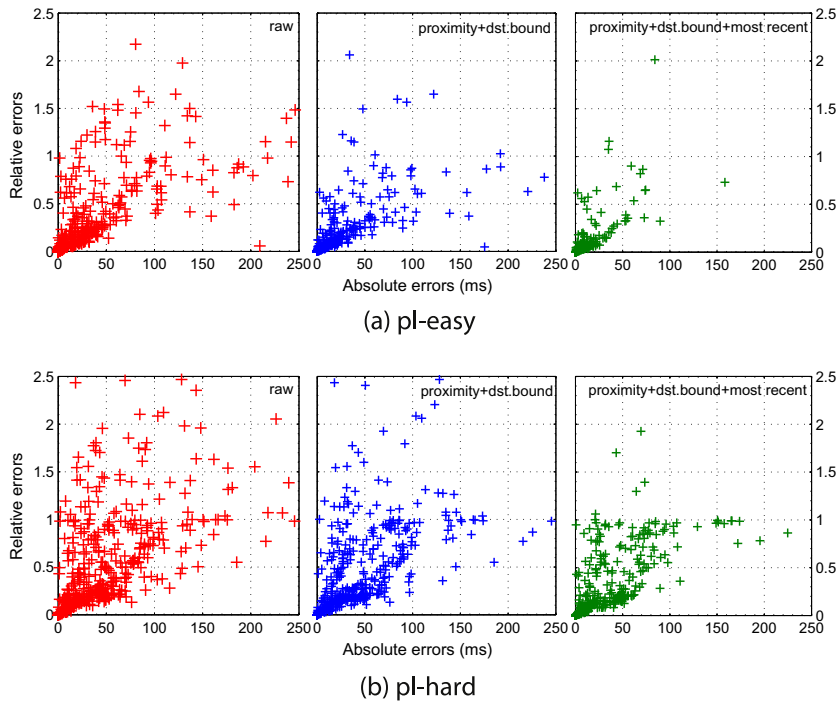 2.5
2
1.5
1
0.5
0
Relative errors
raw
proximity+dst.bound
proximity+dst.bound+most recent
2.5
2
1.5
1
0.5
0
0 50 100 150 200 250
0 50 100 150 200 250
0 50 100 150 200 250
Absolute errors (ms)
(a) pl-easy
2.5
2
1.5
1
0.5
0
Relative errors
raw
proximity+dst.bound
proximity+dst.bound+most recent
2.5
2
1.5
1
0.5
0
0 50 100 150 200 250
0 50 100 150 200 250
0 50 100 150 200 250
Absolute errors (ms)
(b) pl-hard